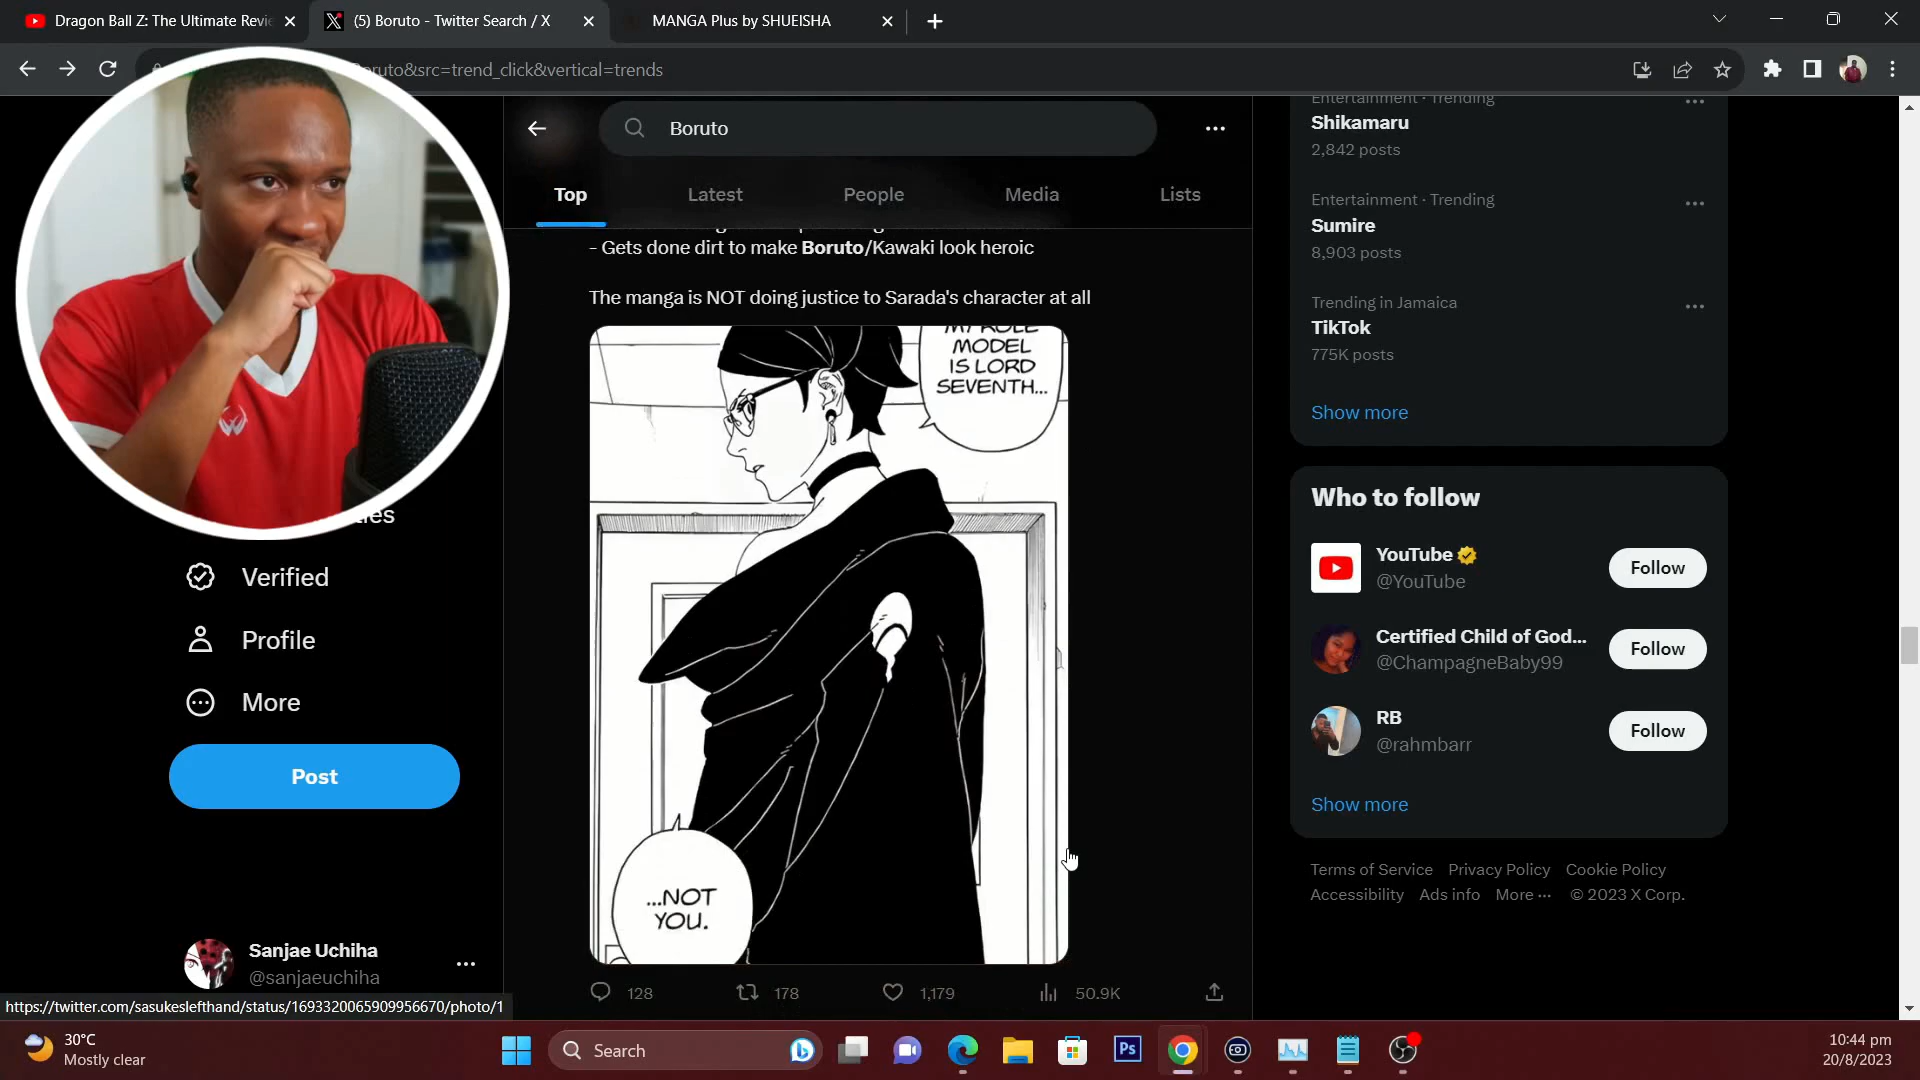 Dragon Ball Z: The Ultimate Revie
(5) Boruto - Twitter Search / X
MANGA Plus by SHUEISHA
oruto&src=trend_click&vertical=trends
Boruto
Top
Latest
People
Media
Lists
- Gets done dirt to make Boruto/Kawaki look heroic
The manga is NOT doing justice to Sarada's character at all
MY ROLE
MODEL
IS LORD
SEVENTH...
...NOT
YOU.
128
178
1,179
50.9K
Verified
Profile
More
Post
Sanjae Uchiha
@sanjaeuchiha
https://twitter.com/sasukeslefthand/status/1693320065909956670/photo/1
Entertainment · Trending
Shikamaru
2,842 posts
Entertainment · Trending
Sumire
8,903 posts
Trending in Jamaica
TikTok
775K posts
Show more
Who to follow
YouTube
@YouTube
Follow
Certified Child of God...
@ChampagneBaby99
Follow
RB
@rahmbarr
Follow
Show more
Terms of Service Privacy Policy Cookie Policy
Accessibility Ads info More ... © 2023 X Corp.
30°C
Mostly clear
Search
Ps
10:44 pm
20/8/2023